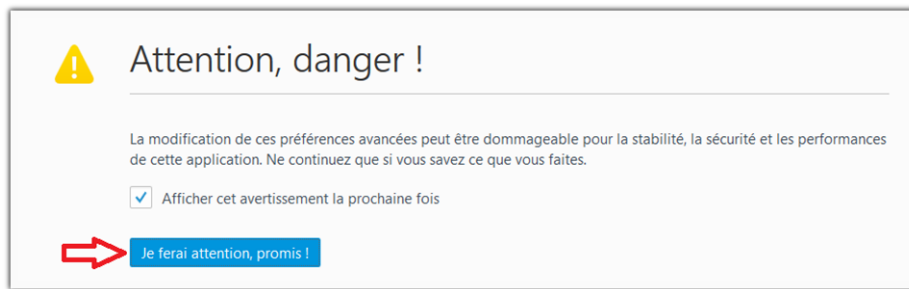 Attention, danger !
La modification de ces préférences avancées peut être dommageable pour la stabilité, la sécurité et les performances
de cette application. Ne continuez que si vous savez ce que vous faites.
Afficher cet avertissement la prochaine fois
Je ferai attention, promis !